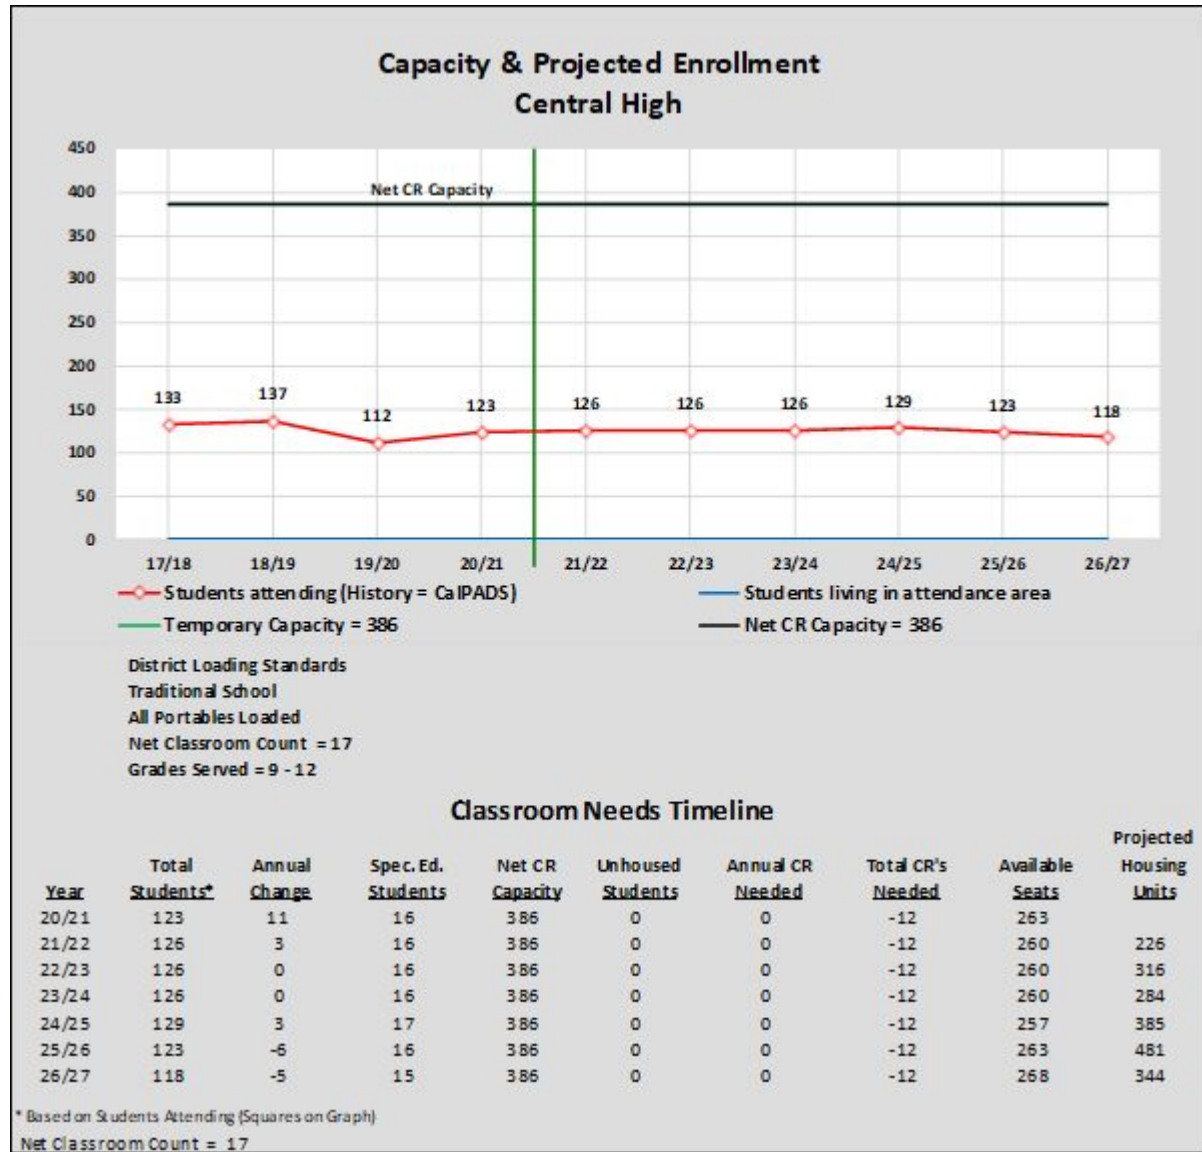 Capacity & Projected Enrollment
Central High
450
400
350
300
250
200
150
100
50
0
Net CR Capacity
133
137
112
123
126
126
126
129
123
118
17/18 18/19 19/20 20/21 21/22 22/23 23/24 24/25 25/26 26/27
Students attending (History = CalPADS) Students living in attendance area
Temporary Capacity = 386 Net CR Capacity = 386
District Loading Standards
Traditional School
All Portables Loaded
Net Classroom Count = 17
Grades Served = 9 - 12
Classroom Needs Timeline
Projected
Total Annual Spec. Ed. Net CR Unhoused Annual CR Total CR's Available Housing
Year Students* Change Students Capacity Students Needed Needed Seats Units
20/21 123 11 16 386 0 0 -12 263
21/22 126 3 16 386 0 0 -12 260 226
22/23 126 0 16 386 0 0 -12 260 316
23/24 126 0 16 386 0 0 -12 260 284
24/25 129 3 17 386 0 0 -12 257 385
25/26 123 -6 16 386 0 0 -12 263 481
26/27 118 -5 15 386 0 0 -12 268 344
* Based on Students Attending (Squares on Graph)
Net Classroom Count = 17